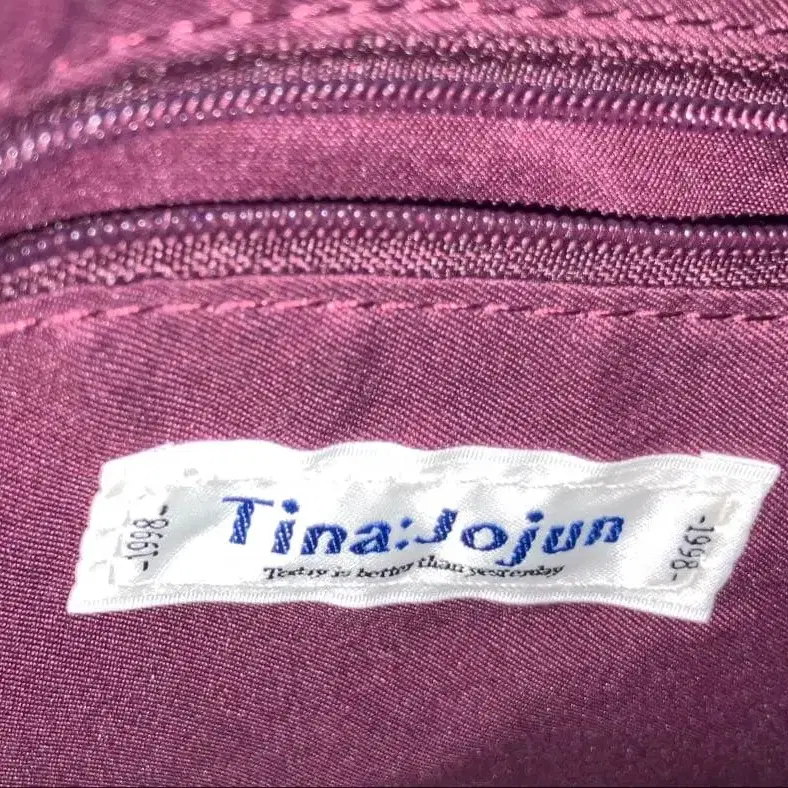 -1998-
Tina:Jojun
Today is better than yesterday
-1998-